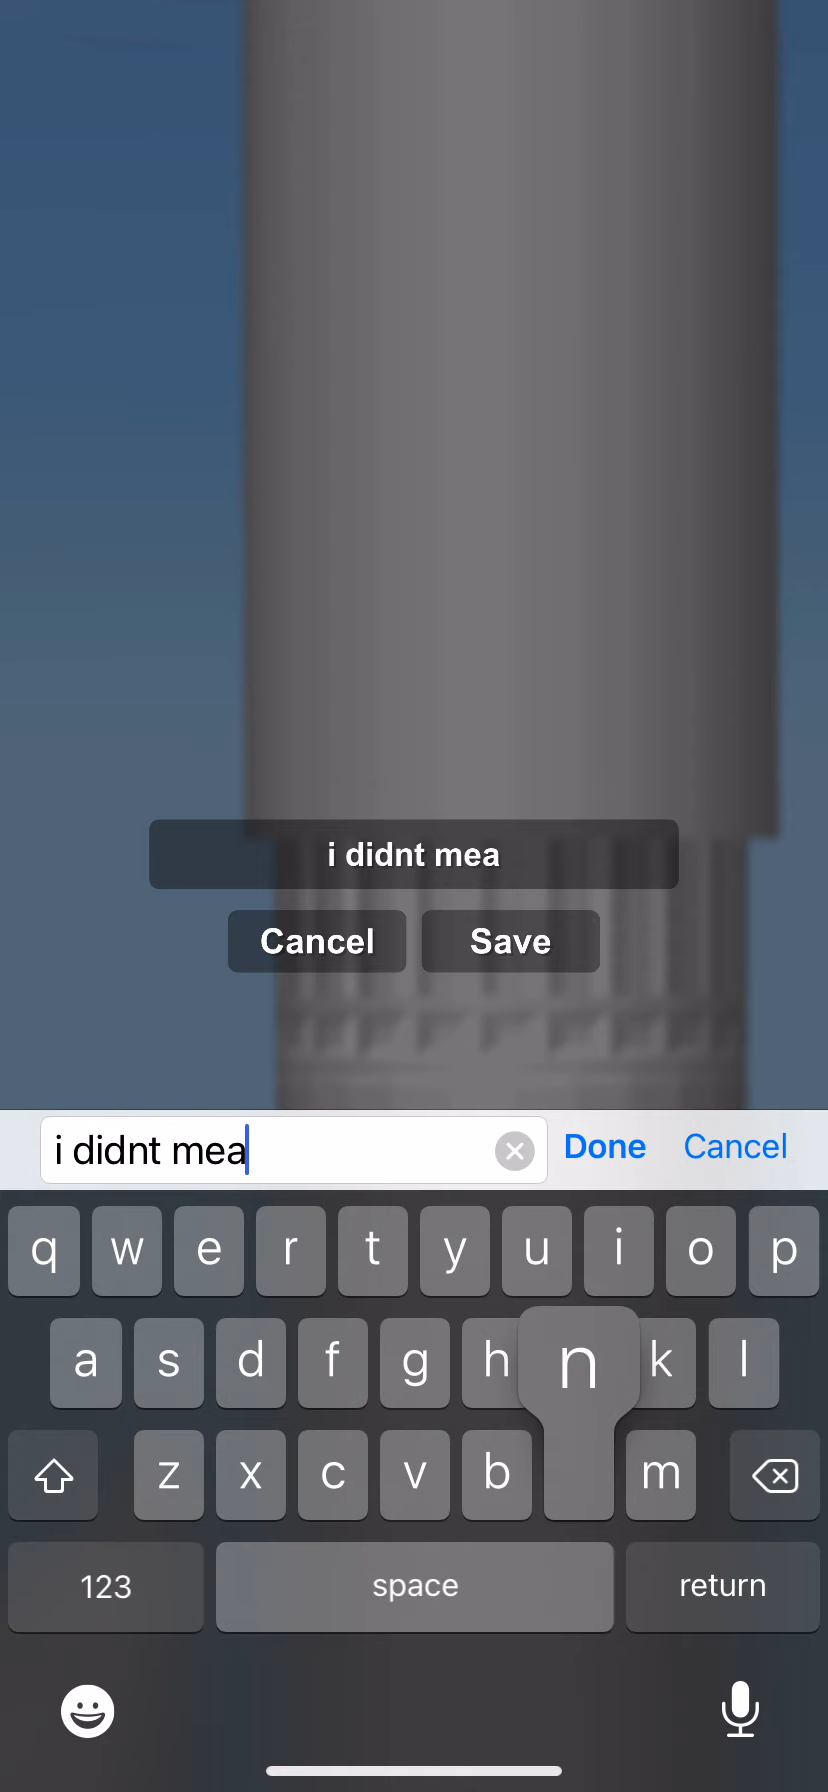 i didnt mea
Cancel Save
i didnt mea Done Cancel
q w e r t y u i o p
a s d f g h n k l
z x c v b m
123 space return